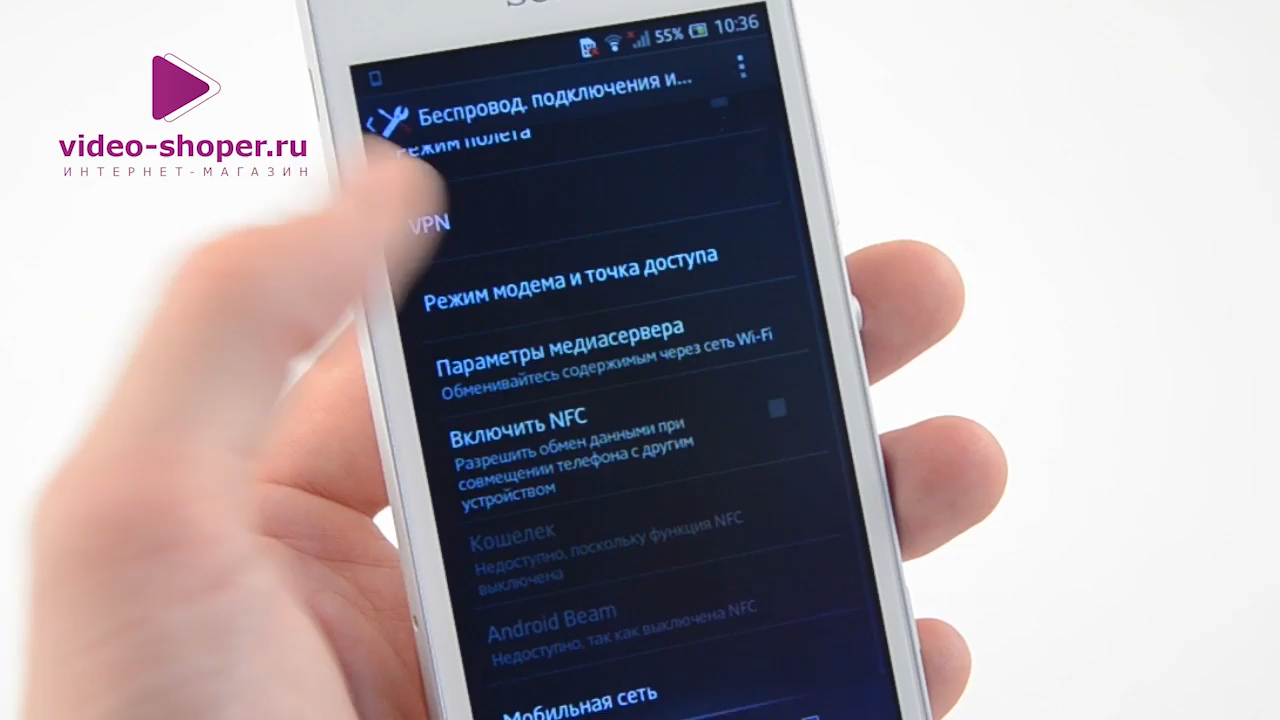 video-shoper.ru
ИНТЕРНЕТ-МАГАЗИН
55% 10:36
Беспровод. подключения и...
Режим полета
VPN
Режим модема и точка доступа
Параметры медиасервера
Обменивайтесь содержимым через сеть Wi-Fi
Включить NFC
Разрешить обмен данными при
совмещении телефона с другим
устройством
Кошелек
Недоступно, поскольку функция NFC
выключена
Android Beam
Недоступно, так как выключена NFC
Мобильная сеть